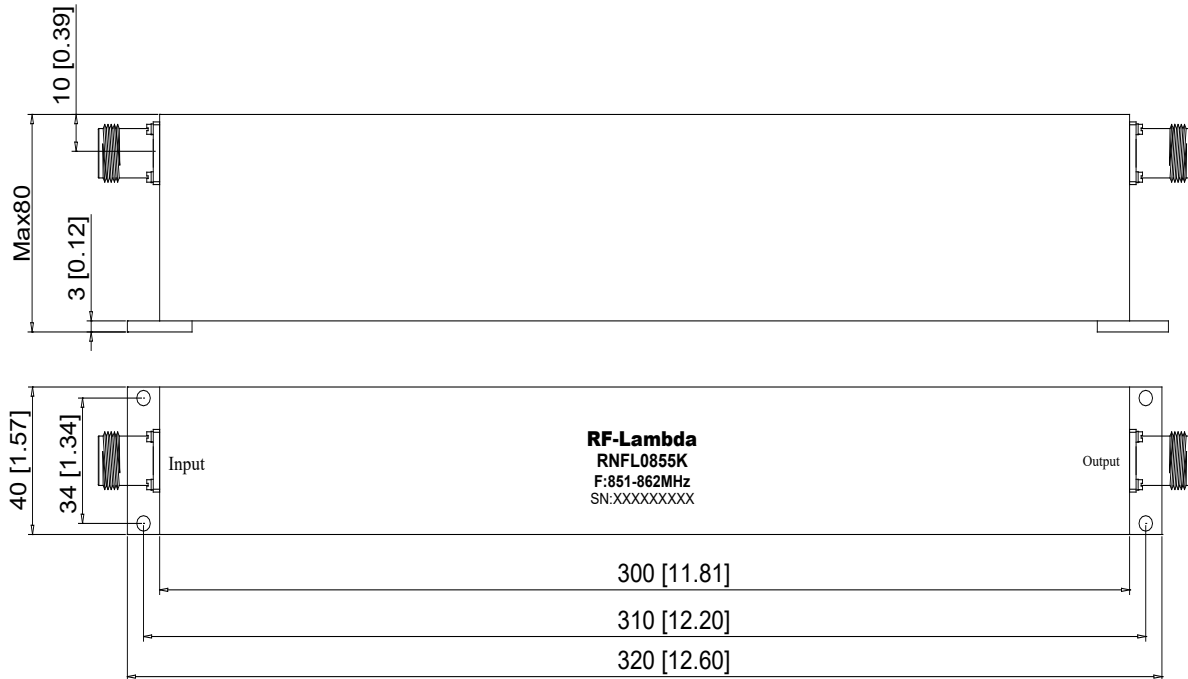 10 [0.39]
Max80
3 [0.12]
40 [1.57]
34 [1.34]
Input
RF-Lambda
RNFL0855K
F:851-862MHz
SN:XXXXXXXXX
Output
300 [11.81]
310 [12.20]
320 [12.60]